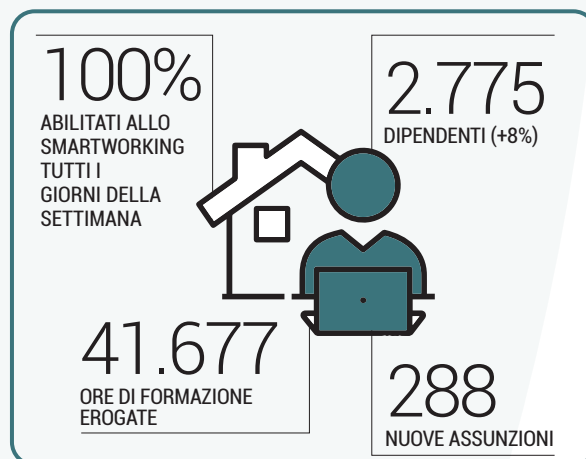 100%
ABILITATI ALLO
SMARTWORKING
TUTTI I
GIORNI DELLA
SETTIMANA
2.775
DIPENDENTI (+8%)
41.677
ORE DI FORMAZIONE
EROGATE
288
NUOVE ASSUNZIONI